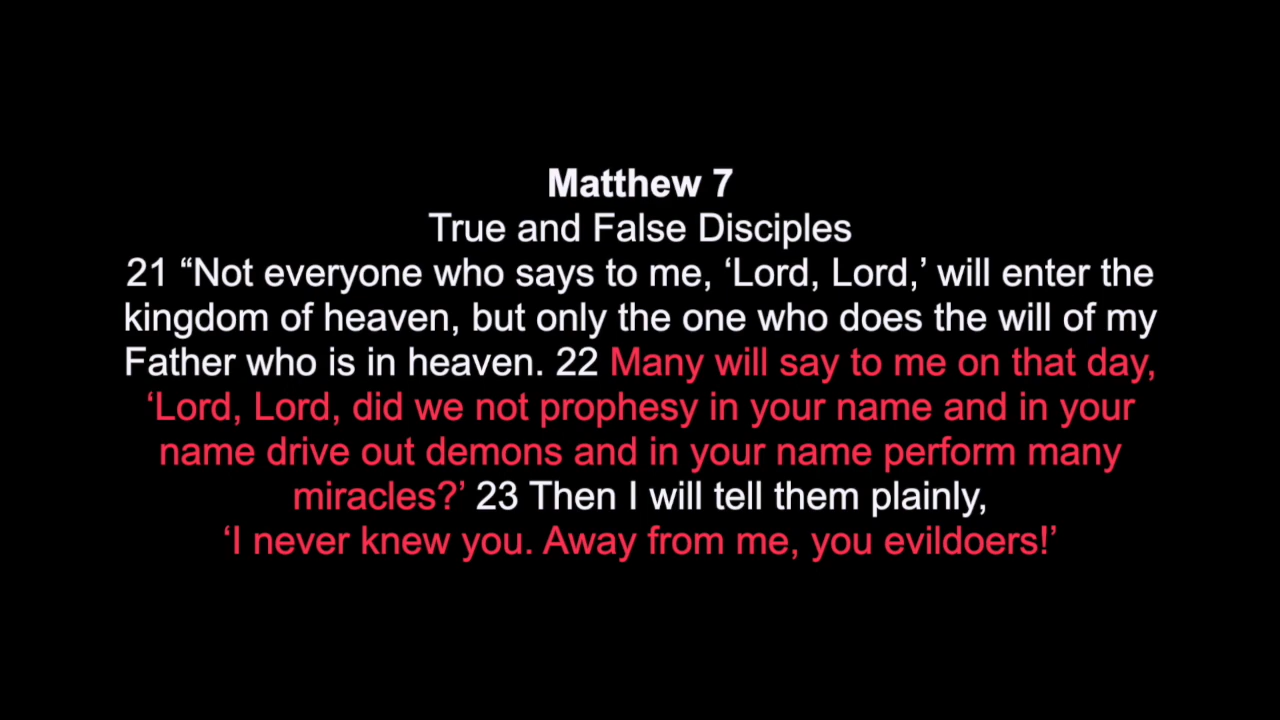 Matthew 7
True and False Disciples
21 “Not everyone who says to me, ‘Lord, Lord,’ will enter the
kingdom of heaven, but only the one who does the will of my
Father who is in heaven. 22 Many will say to me on that day,
‘Lord, Lord, did we not prophesy in your name and in your
name drive out demons and in your name perform many
miracles?’ 23 Then I will tell them plainly,
‘I never knew you. Away from me, you evildoers!’